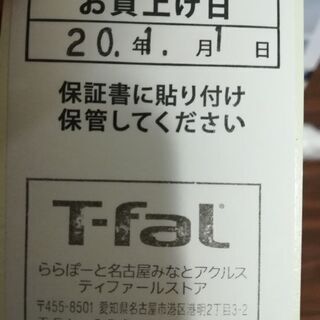 お買上げ日
20.年1.月1日
保証書に貼り付け
保管してください
T-faL
ららぽーと名古屋みなとアクルス
ティファールストア
〒455-8501 愛知県名古屋市港区港明2丁目3-2